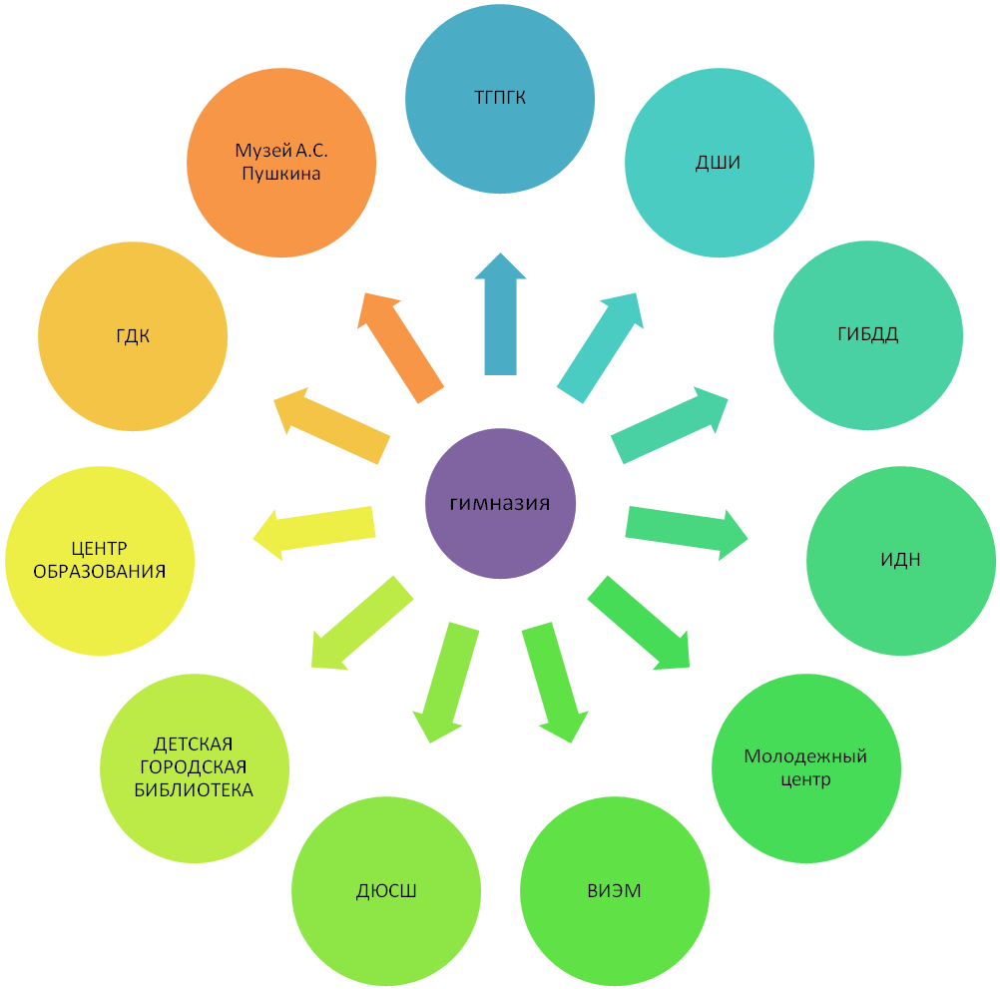 ТГПГК
ДШИ
ГИБДД
ИДН
Молодежный
центр
ВИЭМ
ДЮСШ
ДЕТСКАЯ
ГОРОДСКАЯ
БИБЛИОТЕКА
ЦЕНТР
ОБРАЗОВАНИЯ
ГДК
Музей А.С.
Пушкина
гимназия